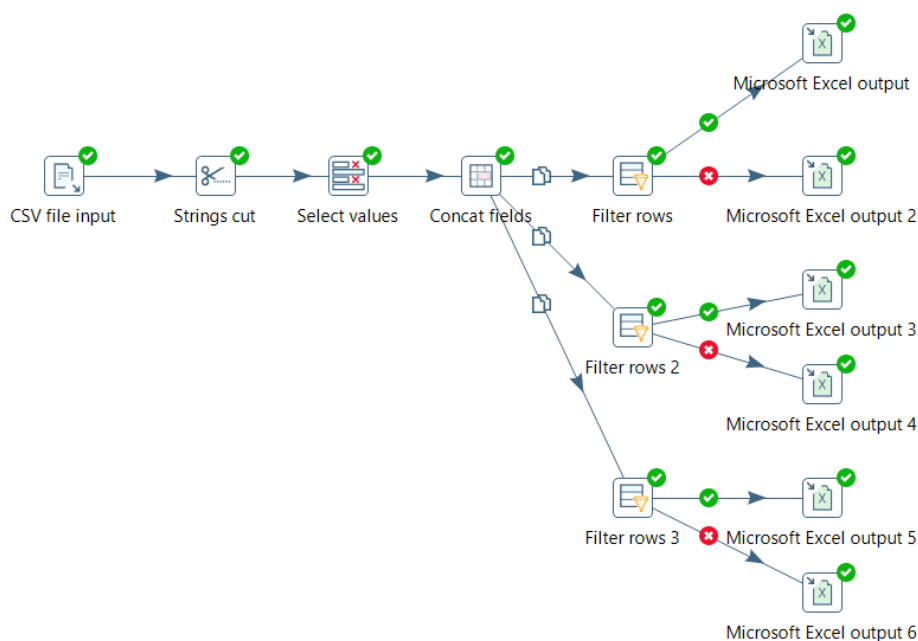 Microsoft Excel output
CSV file input
Strings cut
Select values
Concat fields
Filter rows
Microsoft Excel output 2
Microsoft Excel output 3
Filter rows 2
Microsoft Excel output 4
Filter rows 3
Microsoft Excel output 5
Microsoft Excel output 6